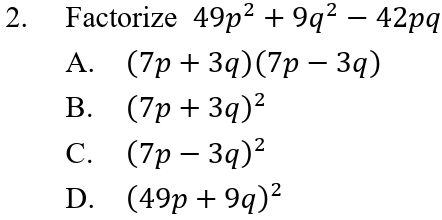 2. Factorize 49p² + 9q² − 42pq
A. (7p + 3q)(7p − 3q)
B. (7p + 3q)²
C. (7p − 3q)²
D. (49p + 9q)²